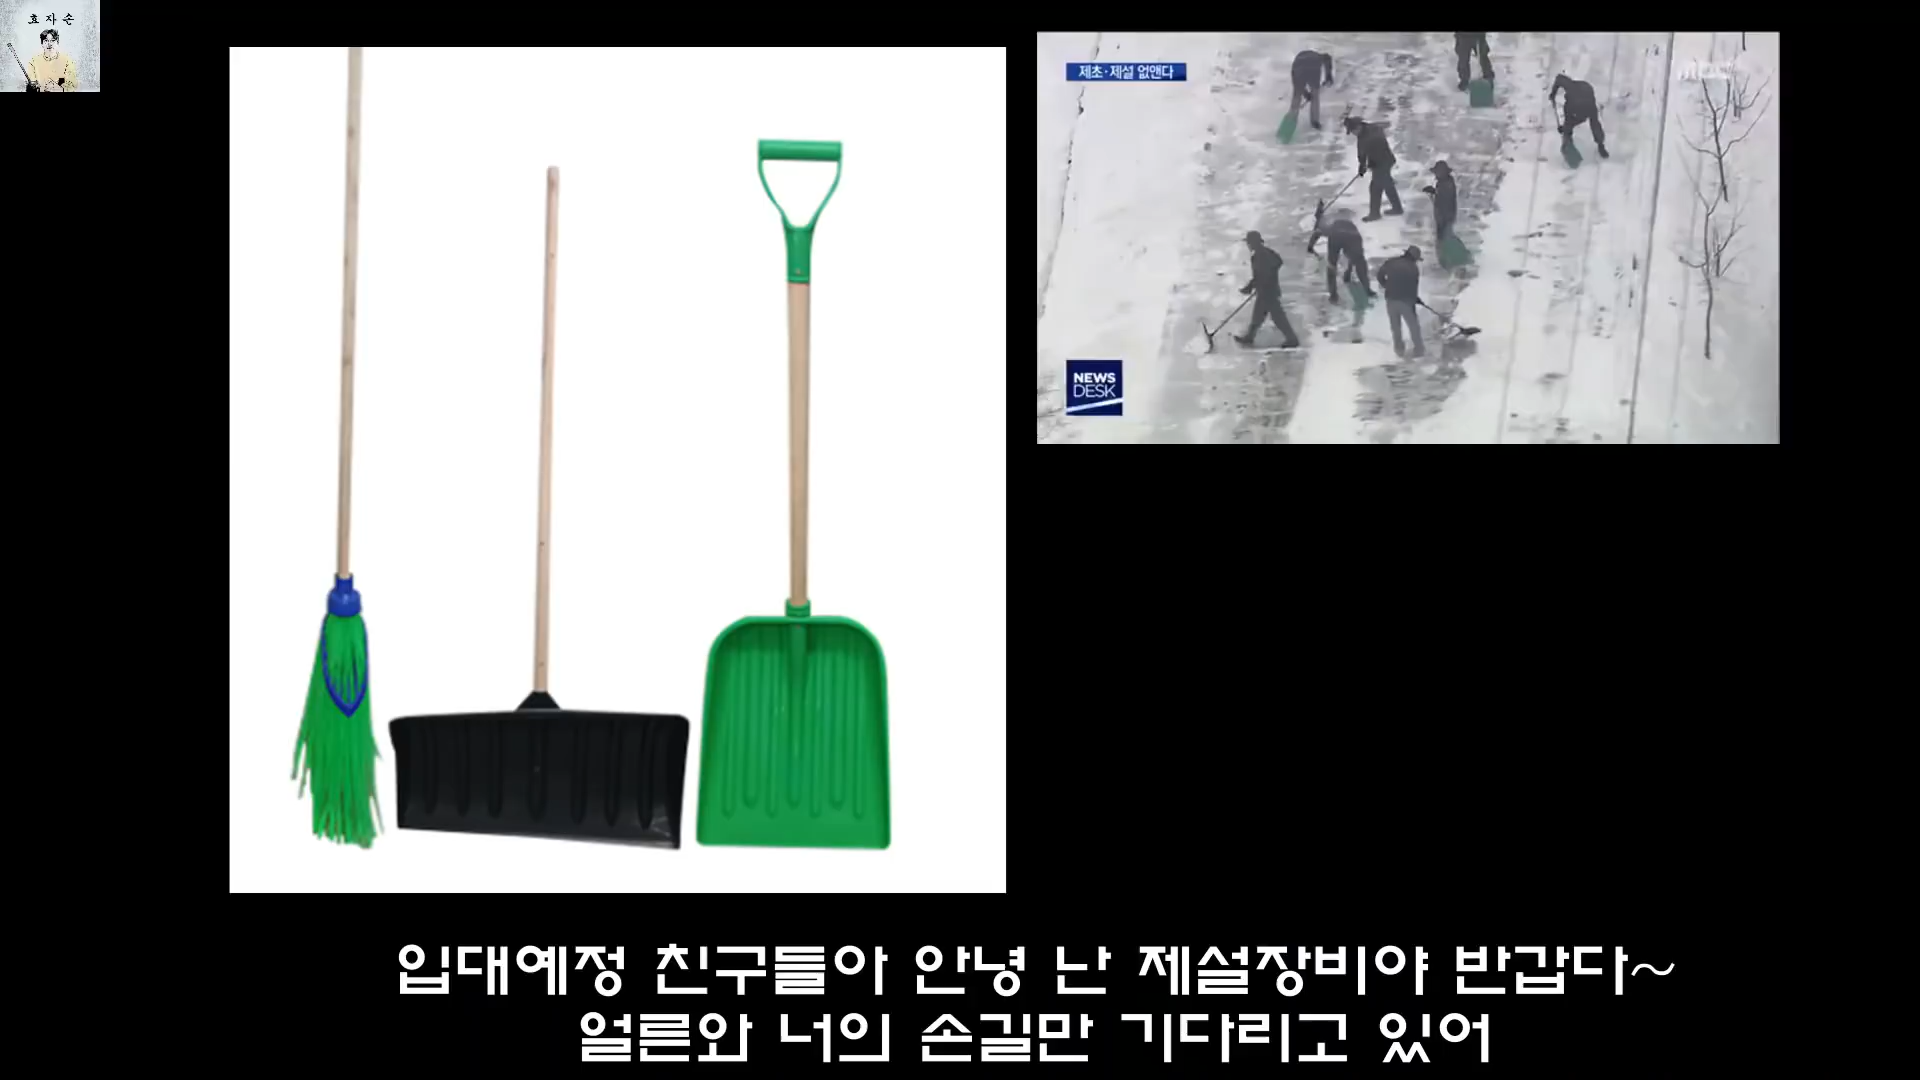 효자손
제초·제설 없앤다
mbc
NEWS
DESK
입대예정 친구들아 안녕 난 제설장비야 반갑다~
얼른와 너의 손길만 기다리고 있어